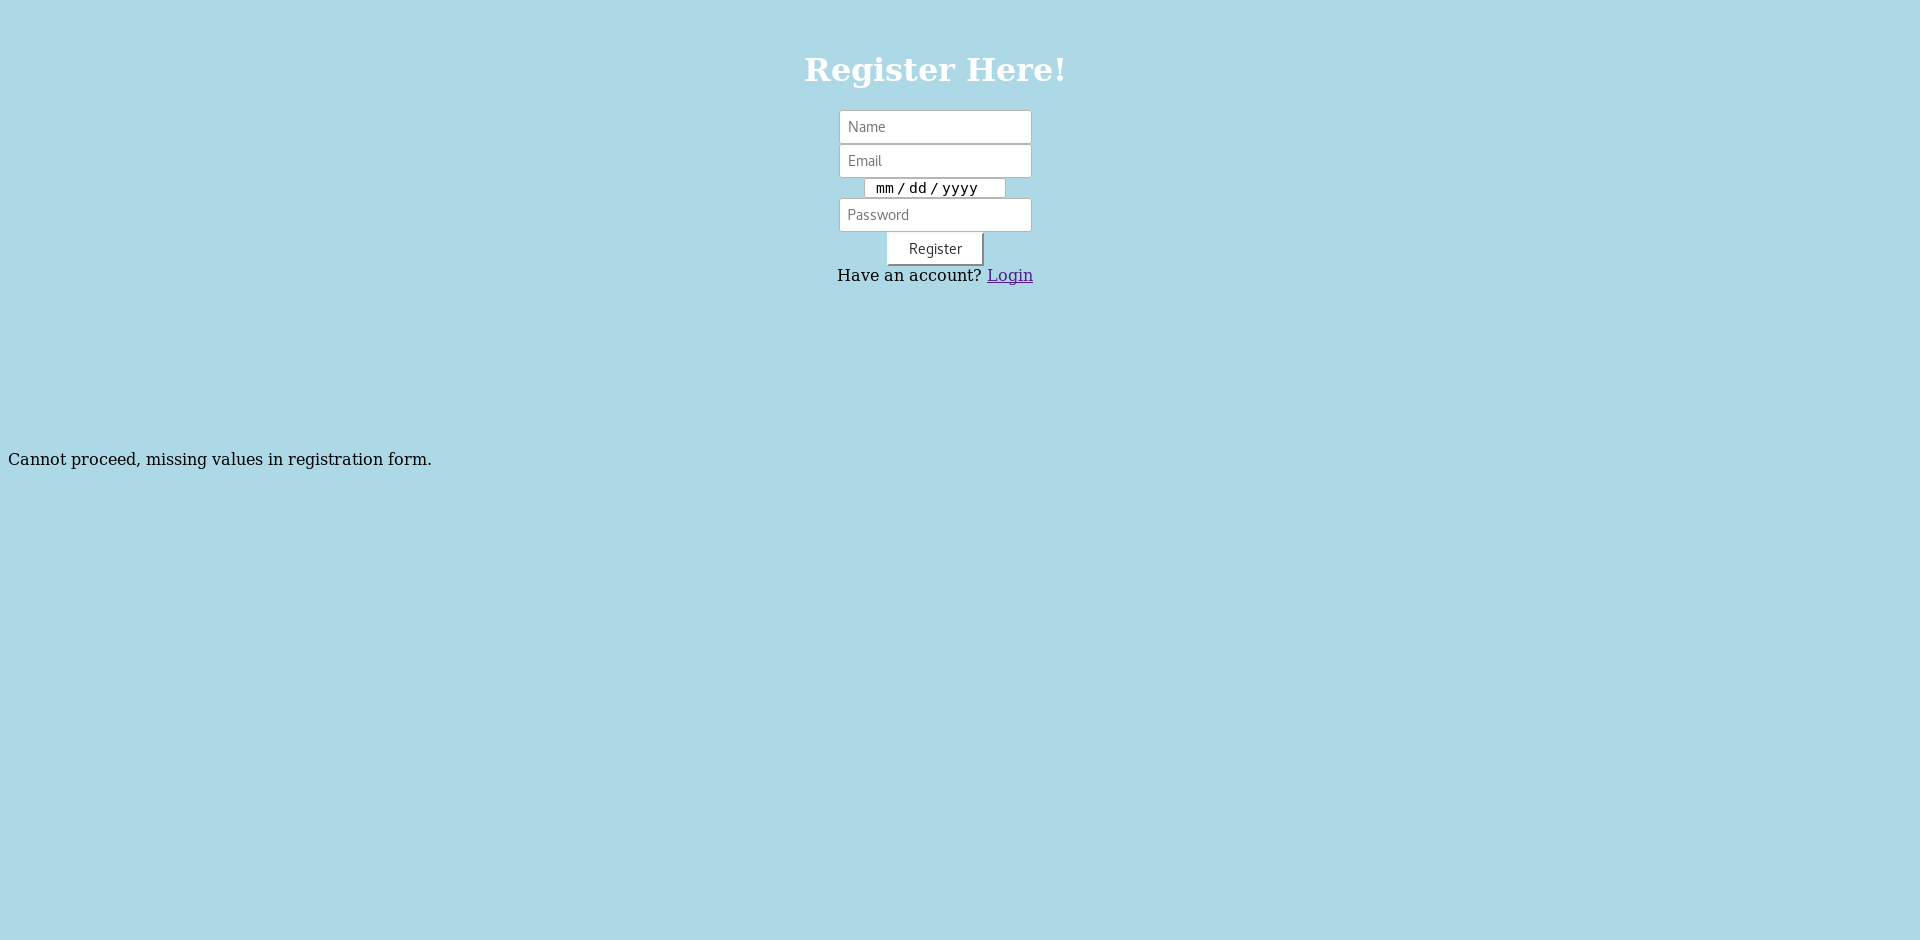 Register Here!
Name
Email
mm/dd/yyyy
Password
Register
Have an account? Login
Cannot proceed, missing values in registration form.